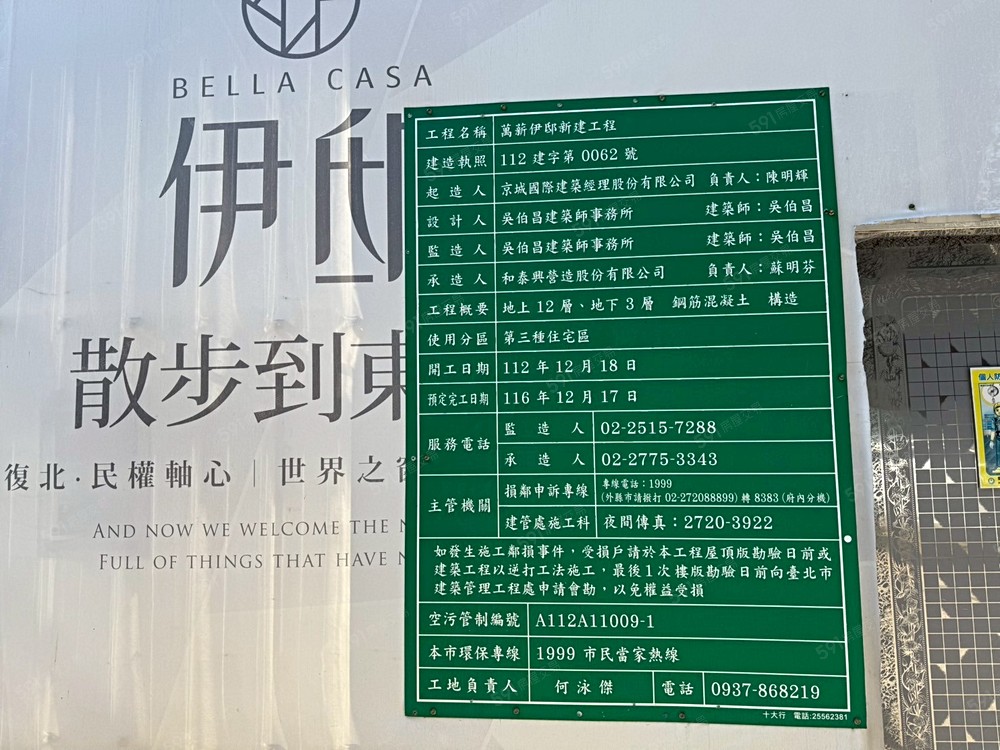 BELLA CASA
伊邸
散步到東
復北·民權軸心｜世界之
AND NOW WE WELCOME THE
FULL OF THINGS THAT HAVE
工程名稱 萬薪伊邸新建工程
建造執照 112 建字第 0062 號
起造人 京城國際建築經理股份有限公司 負責人：陳明輝
設計人 吳伯昌建築師事務所 建築師：吳伯昌
監造人 吳伯昌建築師事務所 建築師：吳伯昌
承造人 和泰興營造股份有限公司 負責人：蘇明芬
工程概要 地上 12 層、地下 3 層 鋼筋混凝土 構造
使用分區 第三種住宅區
開工日期 112 年 12 月 18 日
預定完工日期 116 年 12 月 17 日
服務電話 監造人 02-2515-7288
承造人 02-2775-3343
主管機關 損鄰申訴專線 專線電話：1999
(外縣市請撥打 02-272088899) 轉 8383 (府內分機)
建管處施工科 夜間傳真：2720-3922
如發生施工鄰損事件，受損戶請於本工程屋頂版勘驗日前或
建築工程以逆打工法施工，最後1次樓版勘驗日前向臺北市
建築管理工程處申請會勘，以免權益受損
空污管制編號 A112A11009-1
本市環保專線 1999 市民當家熱線
工地負責人 何泳傑 電話 0937-868219
十大行 電話:25562381